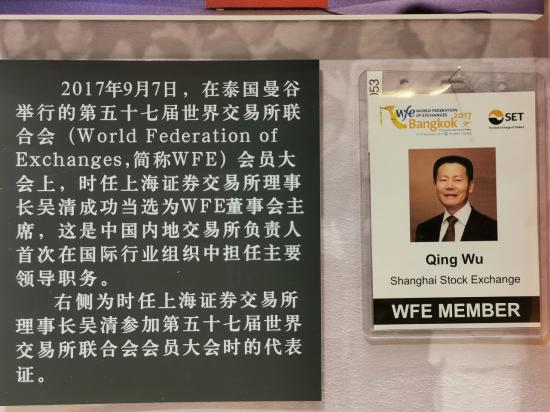 2017年9月7日，在泰国曼谷
举行的第五十七届世界交易所联
合会（World Federation of
Exchanges,简称WFE）会员大
会上，时任上海证券交易所理事
长吴清成功当选为WFE董事会主
席，这是中国内地交易所负责人
首次在国际行业组织中担任主要
领导职务。
右侧为时任上海证券交易所
理事长吴清参加第五十七届世界
交易所联合会会员大会时的代表
证。
053
wfe WORLD FEDERATION
OF EXCHANGES
Bangkok 2017
SET
The Stock Exchange of Thailand
Qing Wu
Shanghai Stock Exchange
WFE MEMBER